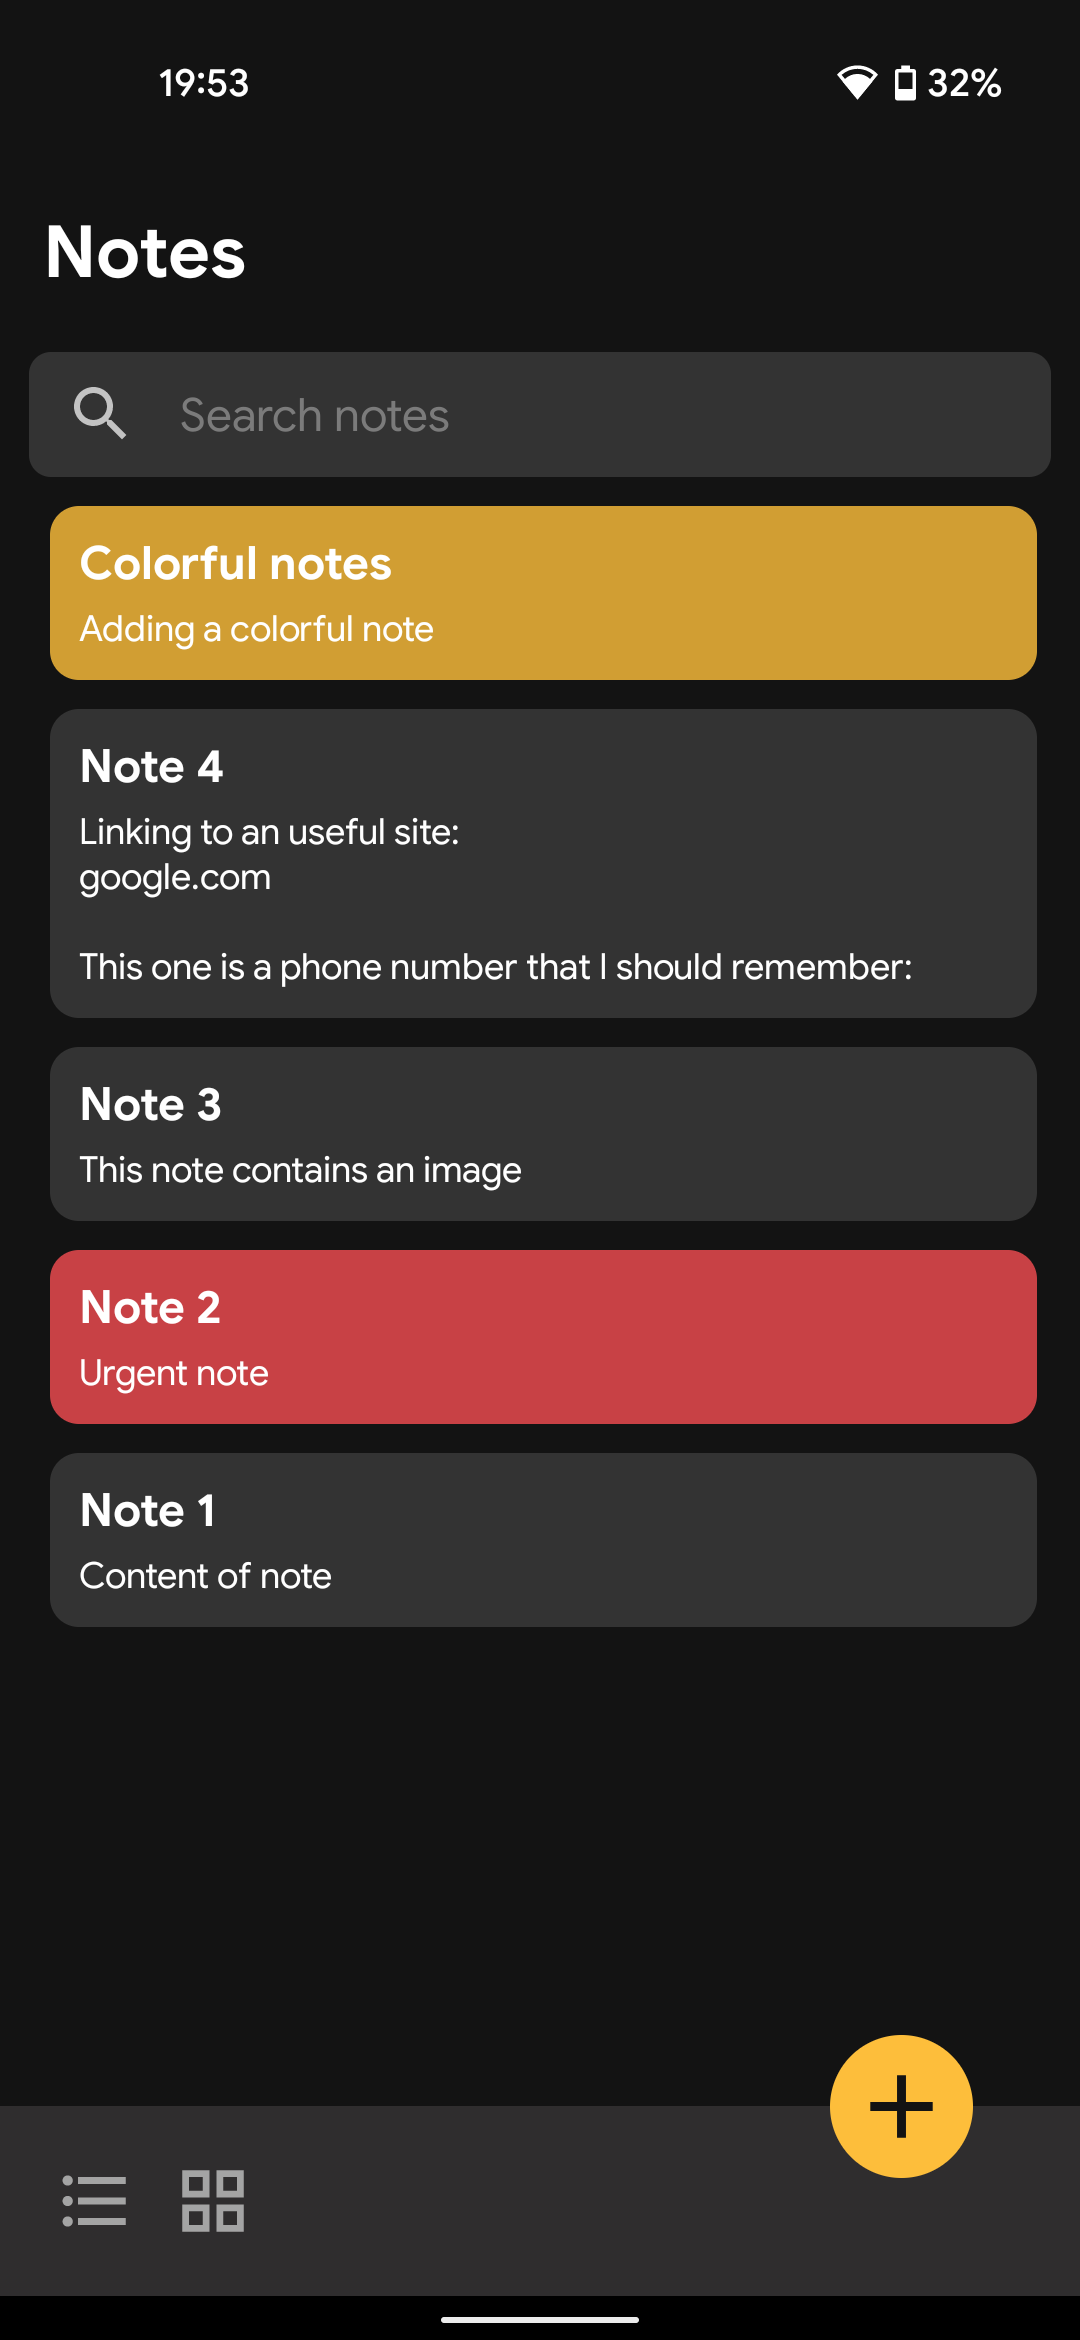 19:53
32%
Notes
Search notes
Colorful notes
Adding a colorful note
Note 4
Linking to an useful site:
google.com
This one is a phone number that I should remember:
Note 3
This note contains an image
Note 2
Urgent note
Note 1
Content of note